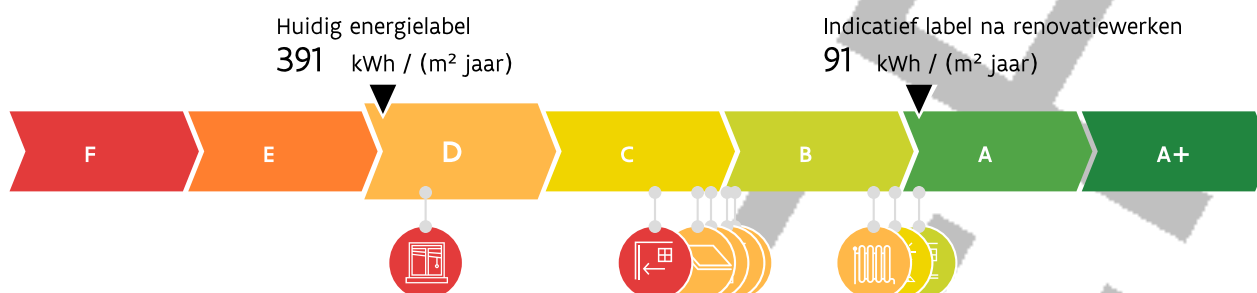 Huidig energielabel
391 kWh / (m² jaar)
Indicatief label na renovatiewerken
91 kWh / (m² jaar)
F E D C B A A+